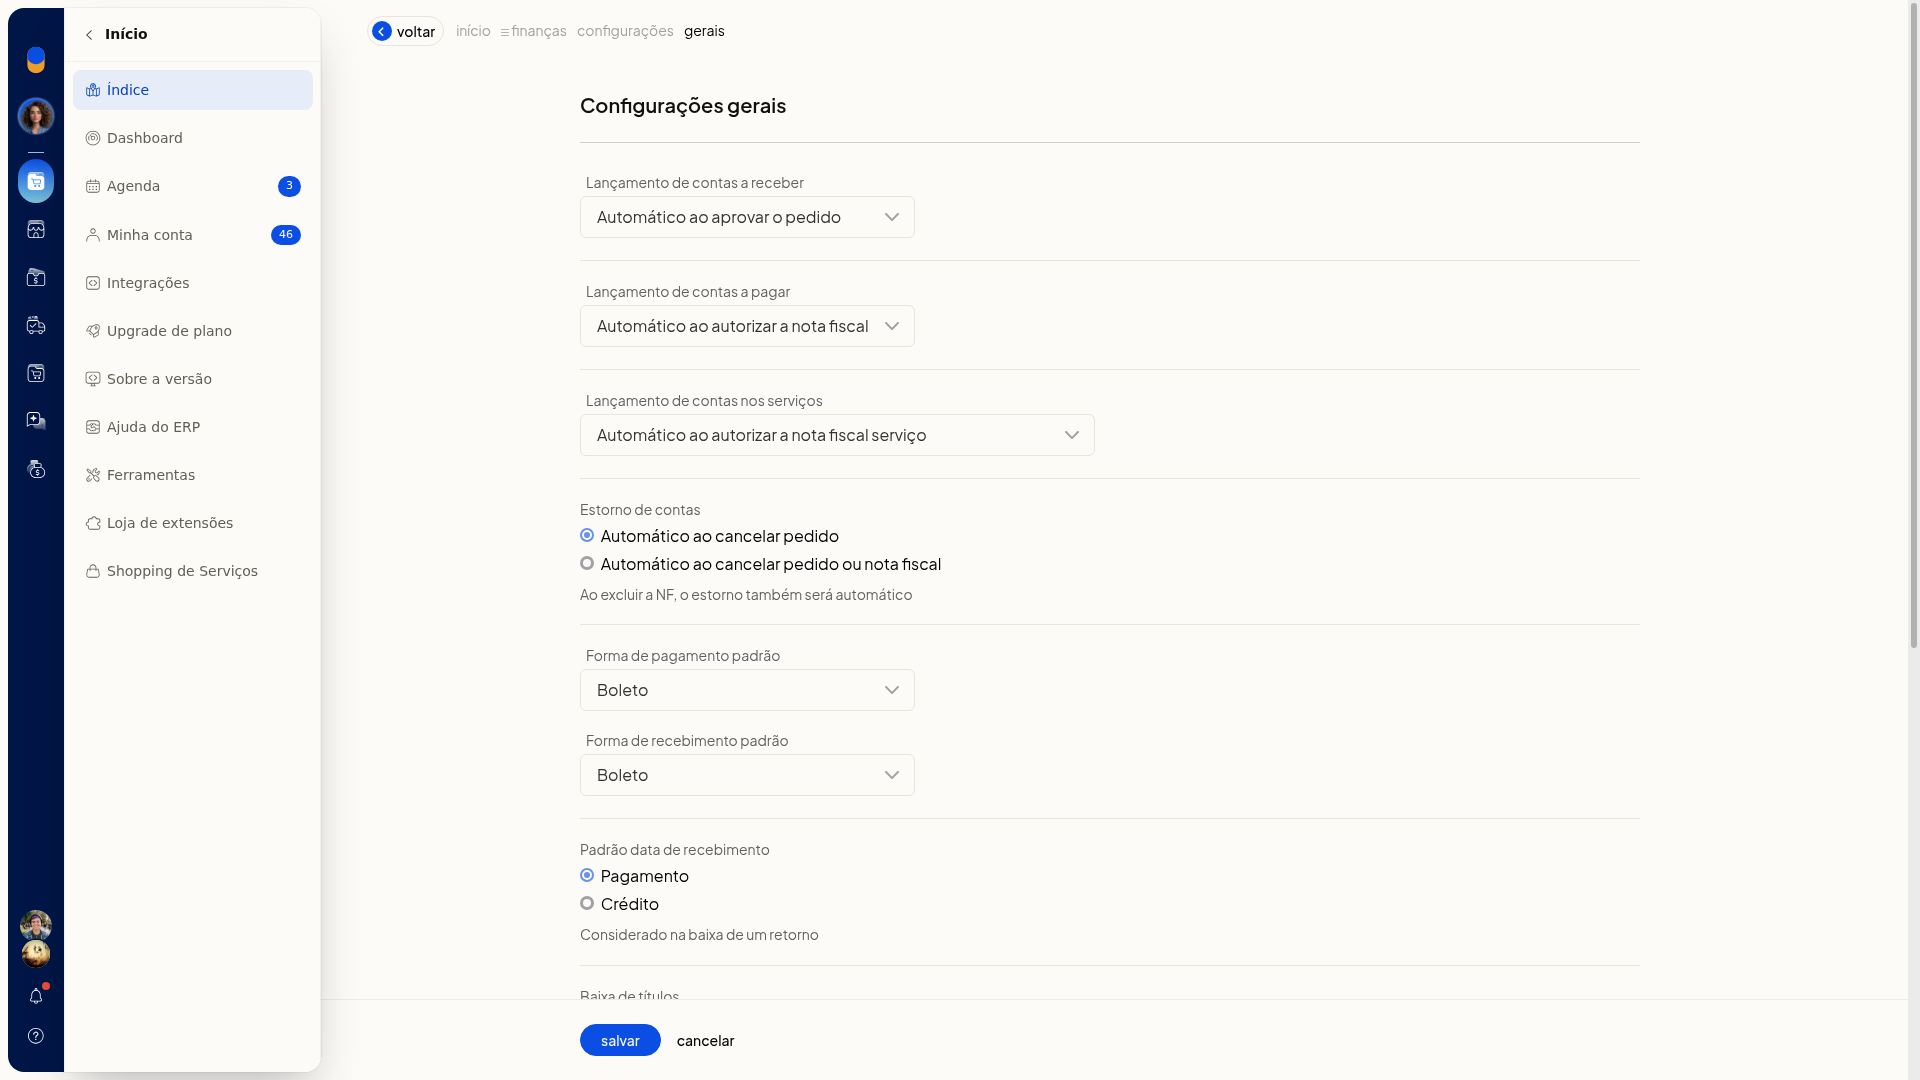 Início
Índice
Dashboard
Agenda 3
Minha conta 46
Integrações
Upgrade de plano
Sobre a versão
Ajuda do ERP
Ferramentas
Loja de extensões
Shopping de Serviços
voltar início finanças configurações gerais
Configurações gerais
Lançamento de contas a receber
Automático ao aprovar o pedido
Lançamento de contas a pagar
Automático ao autorizar a nota fiscal
Lançamento de contas nos serviços
Automático ao autorizar a nota fiscal serviço
Estorno de contas
Automático ao cancelar pedido
Automático ao cancelar pedido ou nota fiscal
Ao excluir a NF, o estorno também será automático
Forma de pagamento padrão
Boleto
Forma de recebimento padrão
Boleto
Padrão data de recebimento
Pagamento
Crédito
Considerado na baixa de um retorno
Baixa de títulos
salvar cancelar